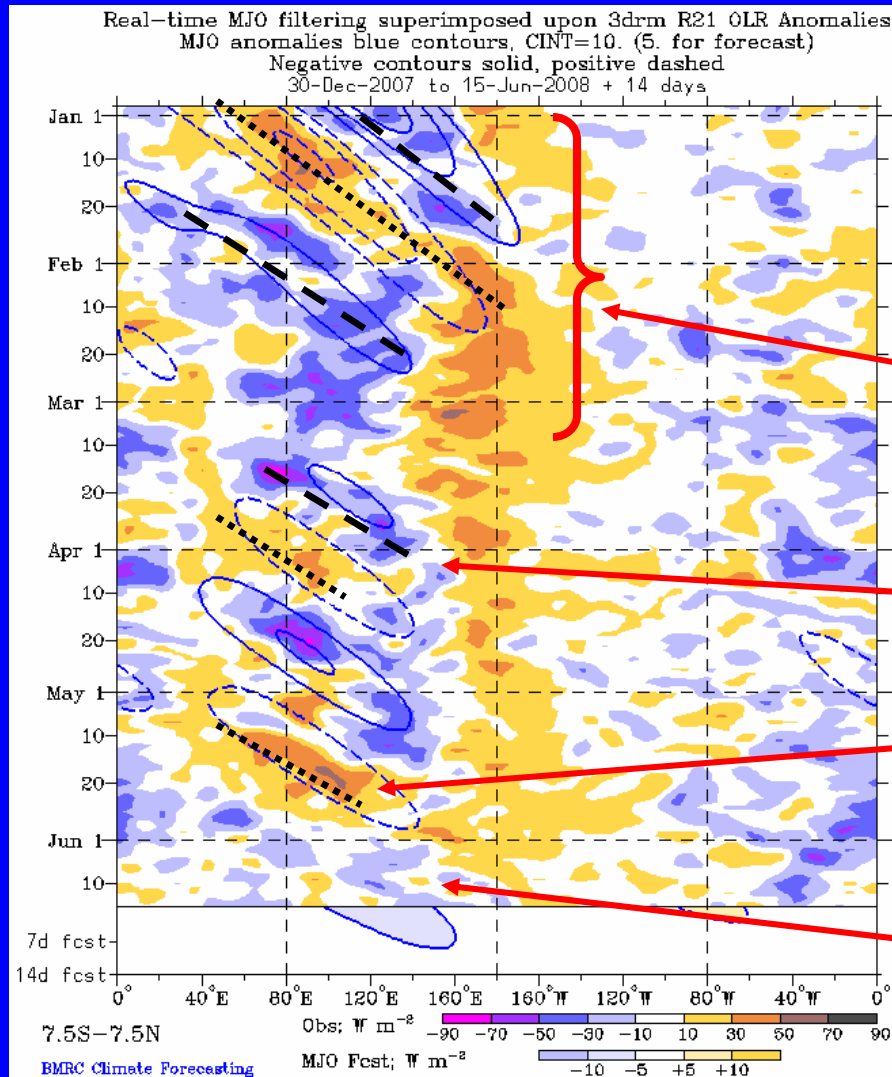 Real-time MJO filtering superimposed upon 3drm R21 OLR Anomalies
MJO anomalies blue contours, CINT=10. (5. for forecast)
Negative contours solid, positive dashed
30-Dec-2007 to 15-Jun-2008 + 14 days
Jan 1
10
20
Feb 1
10
20
Mar 1
10
20
Apr 1
10
20
May 1
10
20
Jun 1
10
7d fcst
14d fcst
0° 40°E 80°E 120°E 160°E 160°W 120°W 80°W 40°W 0°
7.5S-7.5N
Obs; W m⁻² -90 -70 -50 -30 -10 10 30 50 70 90
BMRC Climate Forecasting
MJO Fcst; W m⁻² -10 -5 +5 +10